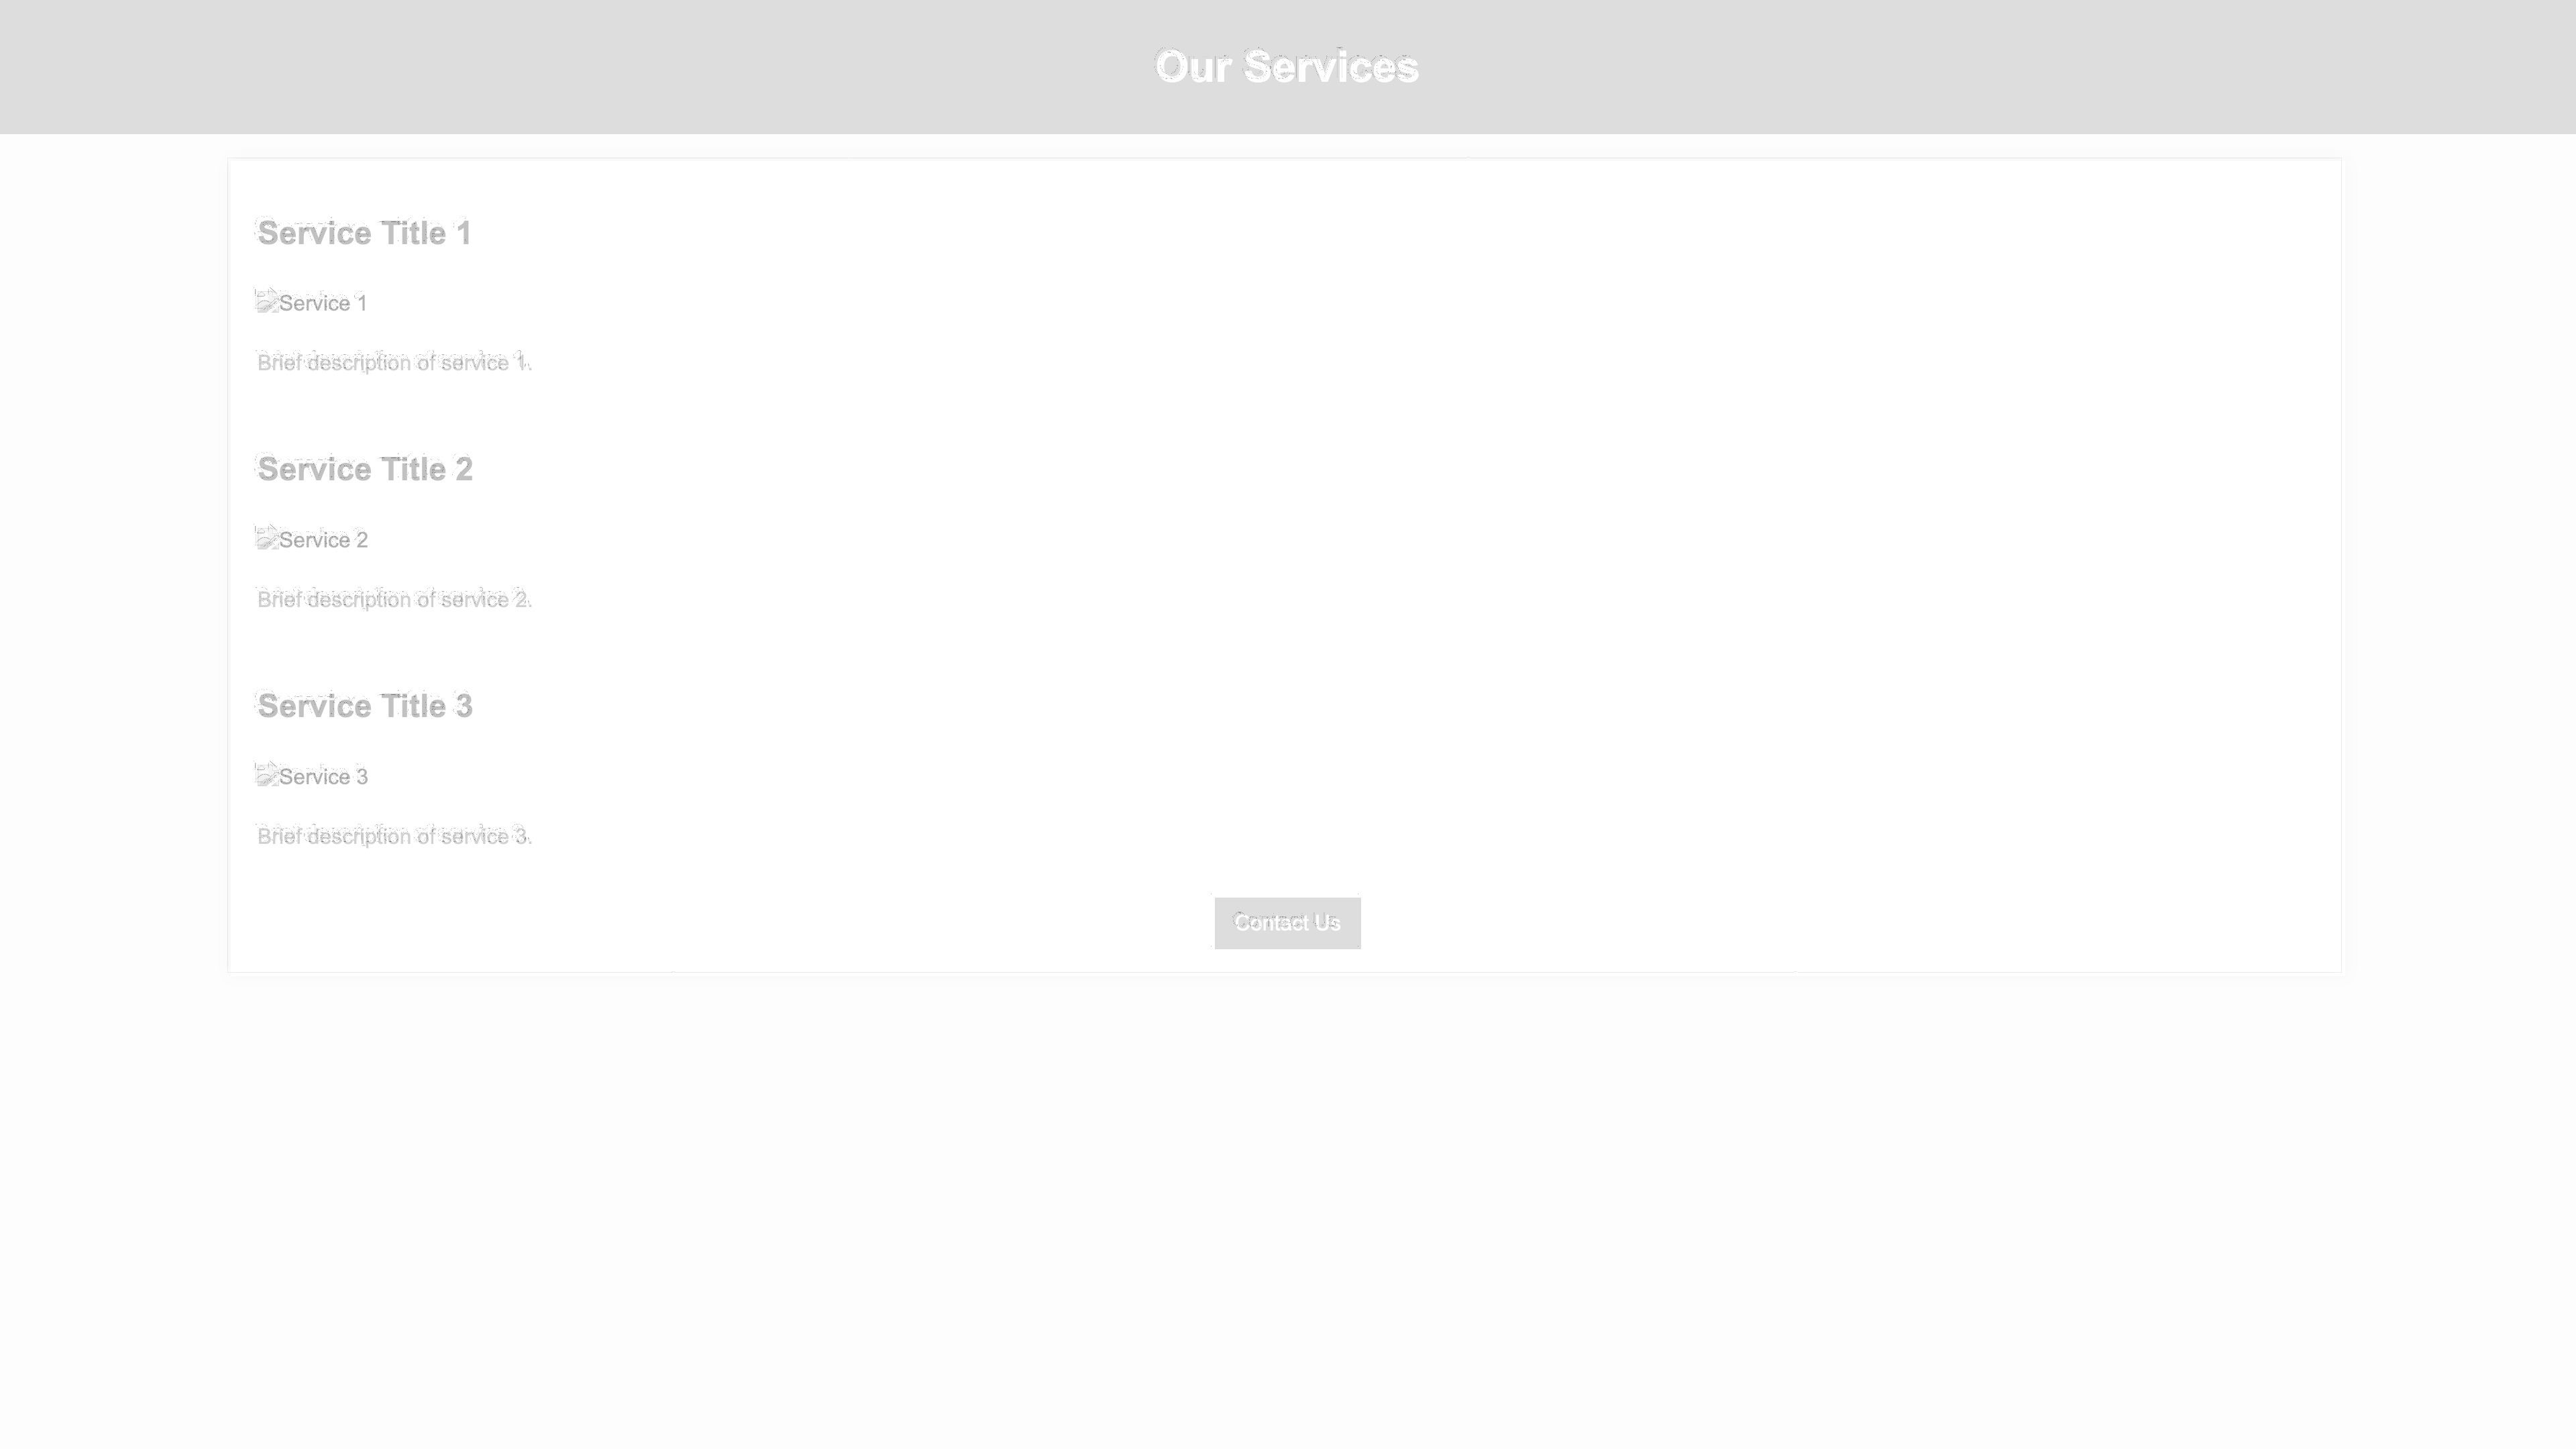 Our Services
Service Title 1
Service 1
Brief description of service 1.
Service Title 2
Service 2
Brief description of service 2.
Service Title 3
Service 3
Brief description of service 3.
Contact Us